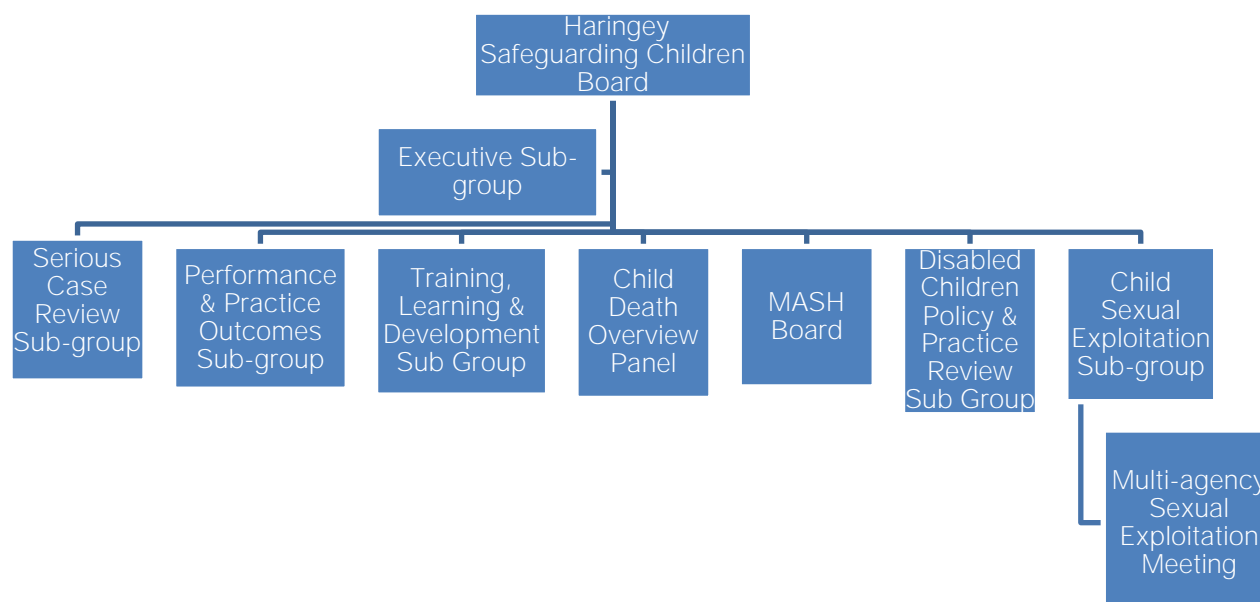 Haringey
Safeguarding Children
Board
Executive Sub-
group
Serious
Case
Review
Sub-group
Performance
& Practice
Outcomes
Sub-group
Training,
Learning &
Development
Sub Group
Child
Death
Overview
Panel
MASH
Board
Disabled
Children
Policy &
Practice
Review
Sub Group
Child
Sexual
Exploitation
Sub-group
Multi-agency
Sexual
Exploitation
Meeting